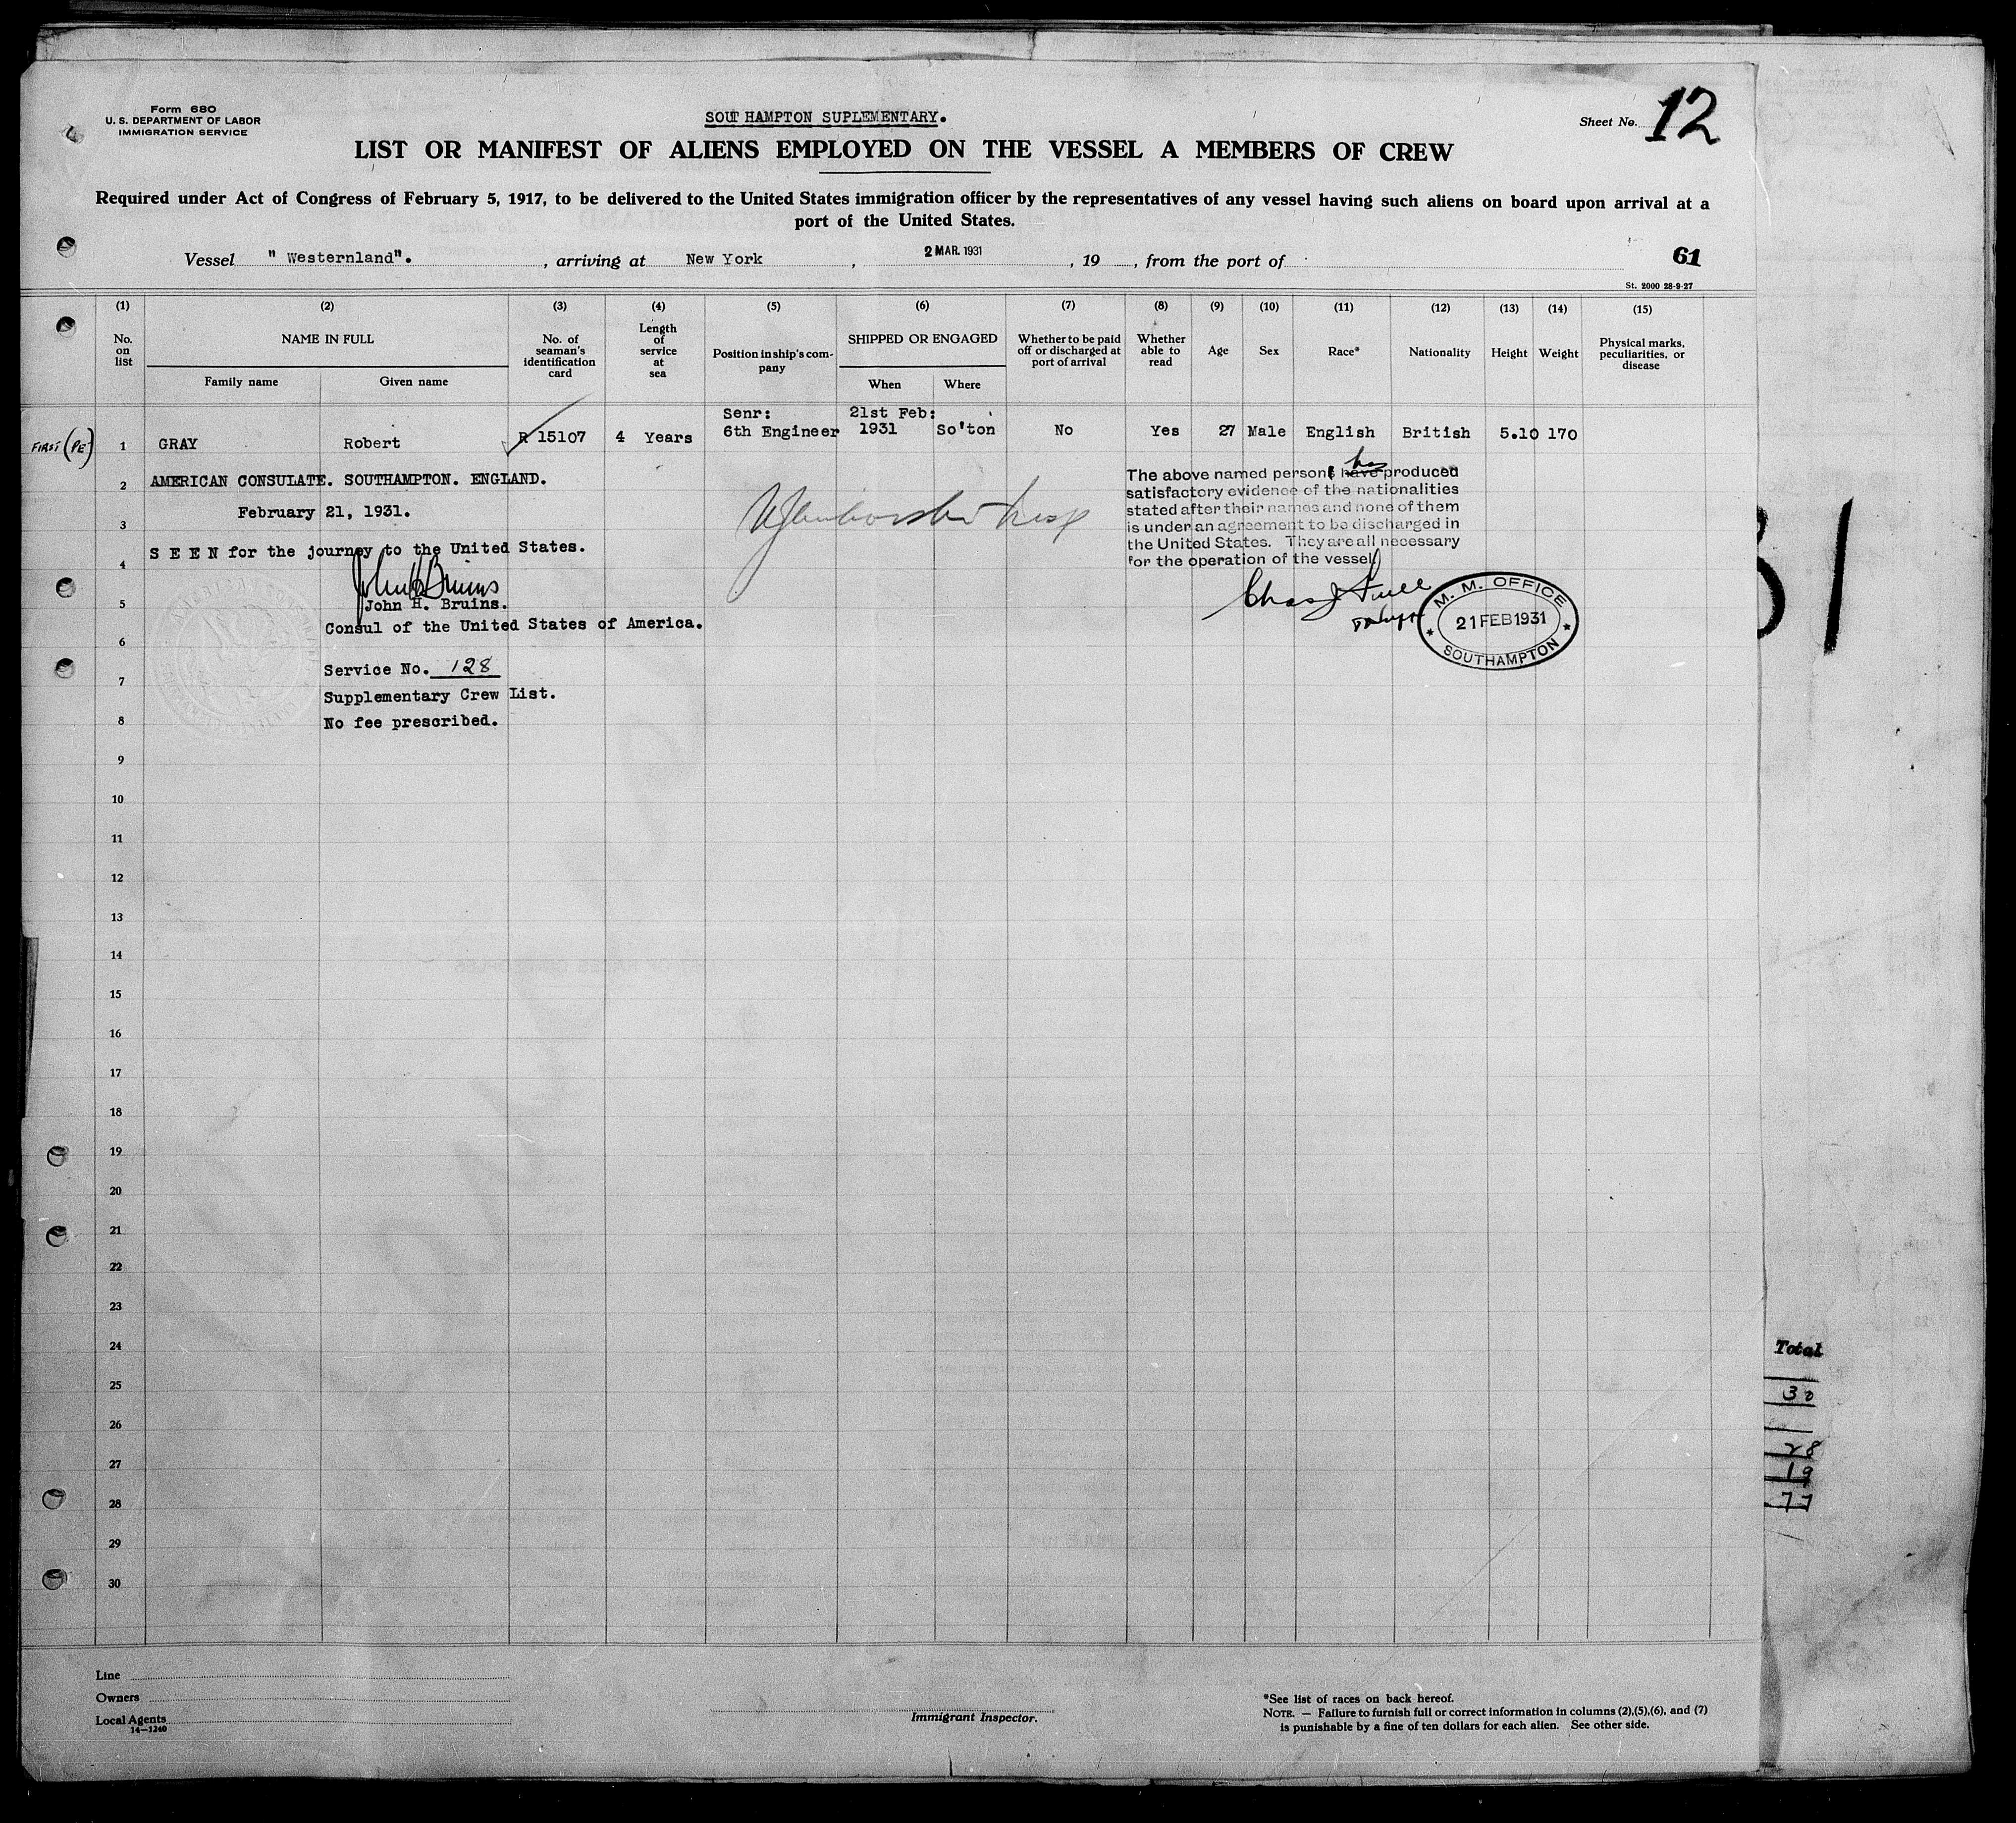 Form 680
U. S. DEPARTMENT OF LABOR
IMMIGRATION SERVICE
SOUT HAMPTON SUPLEMENTARY.
Sheet No. 12
LIST OR MANIFEST OF ALIENS EMPLOYED ON THE VESSEL A MEMBERS OF CREW
Required under Act of Congress of February 5, 1917, to be delivered to the United States immigration officer by the representatives of any vessel having such aliens on board upon arrival at a
port of the United States.
Vessel " Westernland". , arriving at New York , 2 MAR. 1931 , 19 , from the port of
61
St. 2000 28-9-27
(1) (2) (3) (4) (5) (6) (7) (8) (9) (10) (11) (12) (13) (14) (15)
No. on list
NAME IN FULL
Family name
Given name
No. of seaman's identification card
Length of service at sea
Position in ship's com-pany
SHIPPED OR ENGAGED
When
Where
Whether to be paid off or discharged at port of arrival
Whether able to read
Age
Sex
Race*
Nationality
Height
Weight
Physical marks, peculiarities, or disease
FIRST (PE) 1 GRAY Robert R 15107 4 Years Senr: 6th Engineer 21st Feb: 1931 So'ton No Yes 27 Male English British 5.10 170
2 AMERICAN CONSULATE. SOUTHAMPTON. ENGLAND.
February 21, 1931.
3
S E E N for the journey to the United States.
4
John H Bruins
John H. Bruins.
5
Consul of the United States of America.
6
Service No. 128
7
Supplementary Crew List.
8
No fee prescribed.
The above named persons have has produced
satisfactory evidence of the nationalities
stated after their names and none of them
is under an agreement to be discharged in
the United States. They are all necessary
for the operation of the vessel.
M. M. OFFICE
21 FEB 1931
SOUTHAMPTON
9
10
11
12
13
14
15
16
17
18
19
20
21
22
23
24
25
26
27
28
29
30
Total
30
28
19
77
Line
Owners
Local Agents
14—1240
Immigrant Inspector.
*See list of races on back hereof.
NOTE. — Failure to furnish full or correct information in columns (2),(5),(6), and (7)
is punishable by a fine of ten dollars for each alien. See other side.